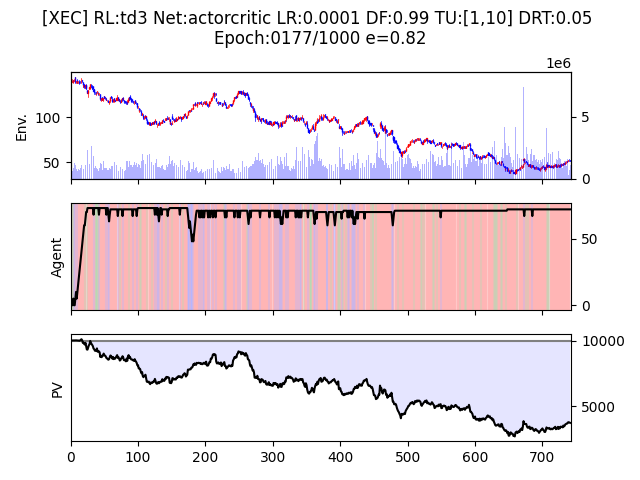 [XEC] RL:td3 Net:actorcritic LR:0.0001 DF:0.99 TU:[1,10] DRT:0.05
Epoch:0177/1000 e=0.82
1e6
Env.
100
50
5
0
Agent
50
0
PV
10000
5000
0 100 200 300 400 500 600 700